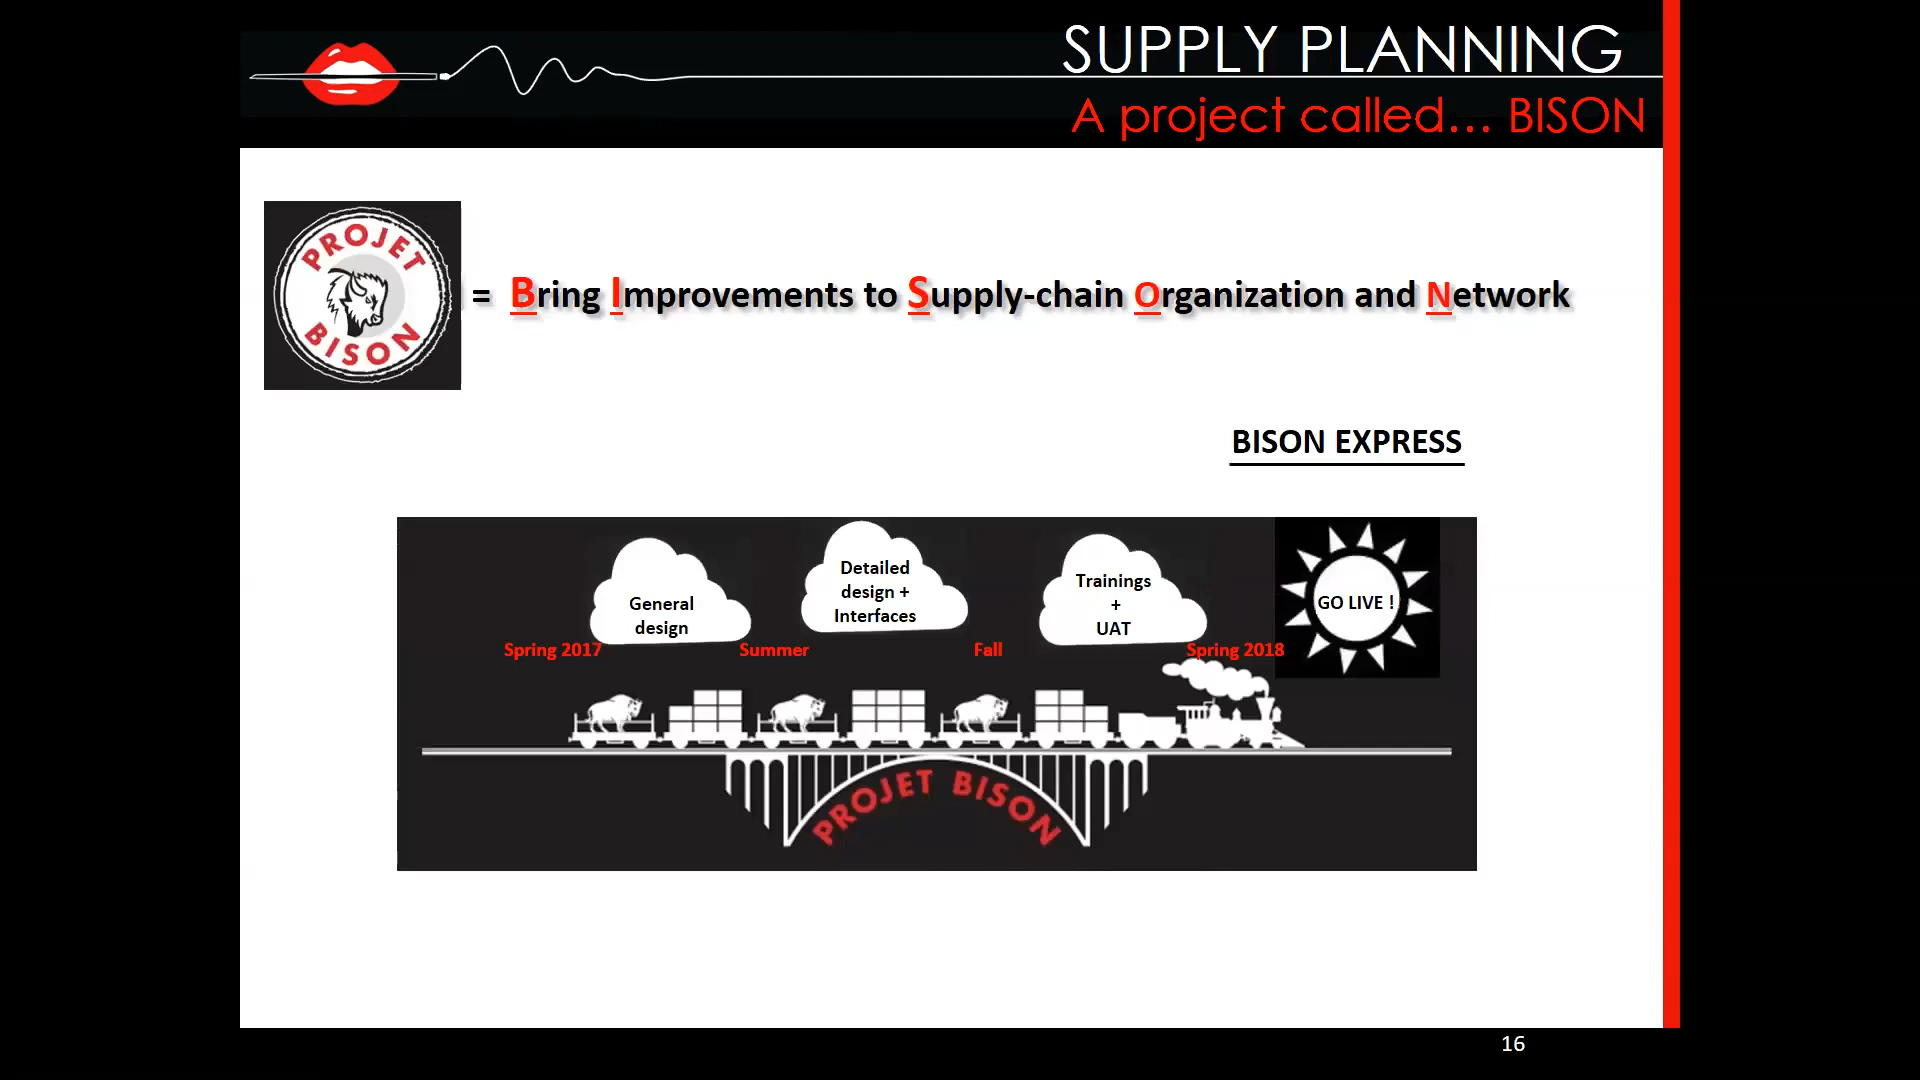 SUPPLY PLANNING
A project called... BISON
PROJET
BISON
= Bring Improvements to Supply-chain Organization and Network
BISON EXPRESS
General
design
Detailed
design +
Interfaces
Trainings
+
UAT
GO LIVE !
Spring 2017
Summer
Fall
Spring 2018
PROJET BISON
16